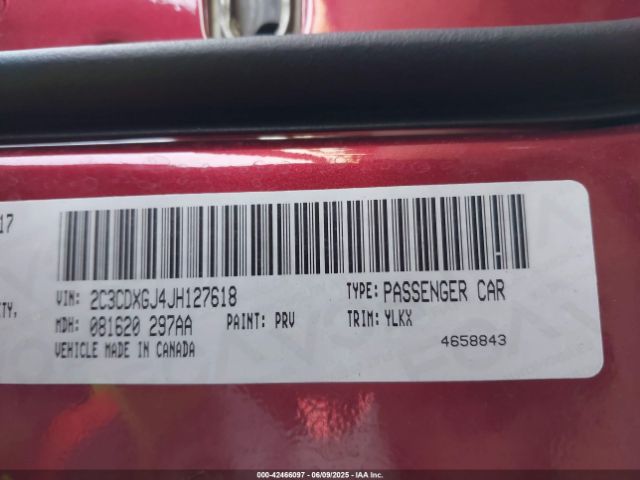 17
VIN: 2C3CDXGJ4JH127618 TYPE: PASSENGER CAR
ETY,
MDH: 081620 297AA PAINT: PRV TRIM: YLKX
VEHICLE MADE IN CANADA 4658843
000-42466097 - 06/09/2025 - IAA Inc.